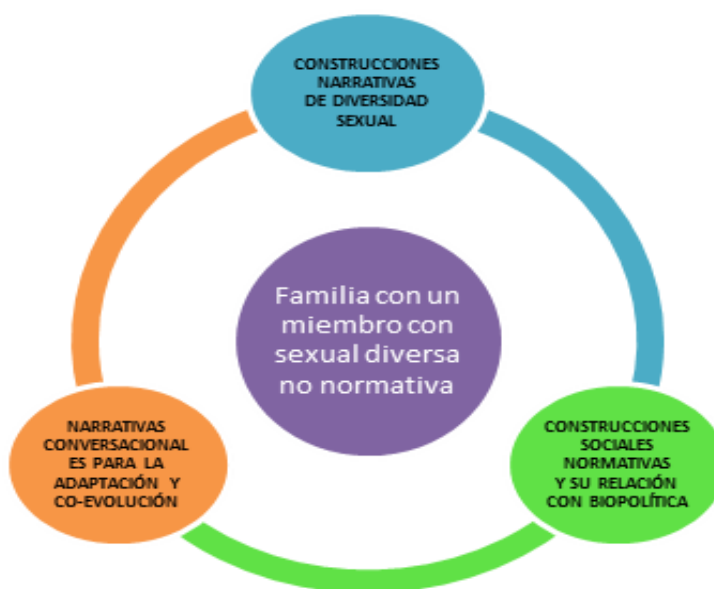 CONSTRUCCIONES
NARRATIVAS
DE DIVERSIDAD
SEXUAL
Familia con un
miembro con
sexual diversa
no normativa
NARRATIVAS
CONVERSACIONAL
ES PARA LA
ADAPTACIÓN Y
CO-EVOLUCIÓN
CONSTRUCCIONES
SOCIALES
NORMATIVAS
Y SU RELACIÓN
CON BIOPOLÍTICA